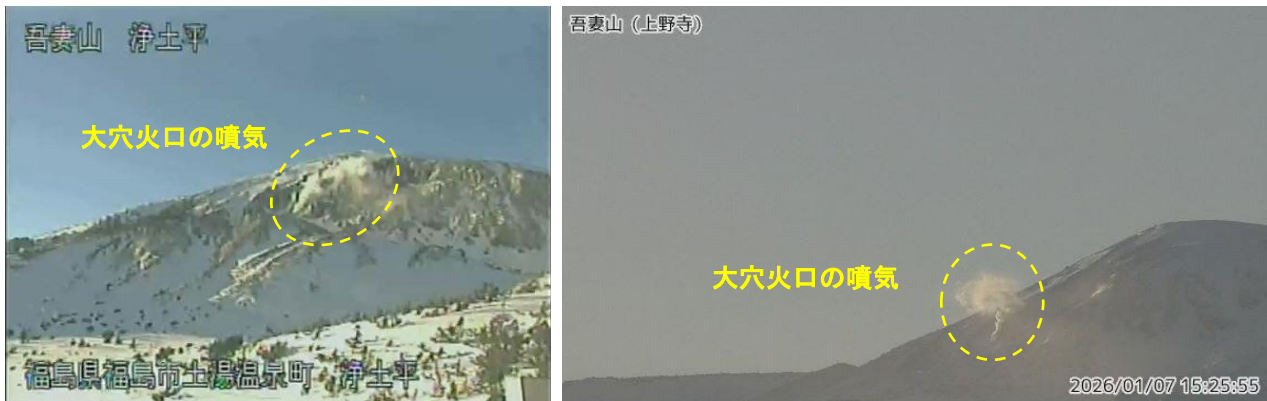 吾妻山　浄土平
大穴火口の噴気
福島県福島市土湯温泉町　浄土平
吾妻山（上野寺）
大穴火口の噴気
2026/01/07 15:25:55